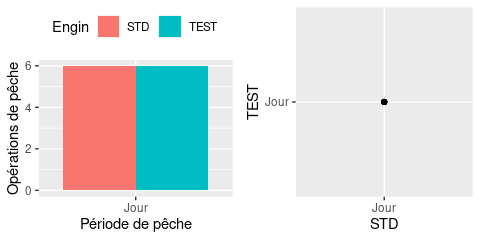 Engin STD TEST
Opérations de pêche
6
4
2
0
Jour
Période de pêche
TEST
Jour
Jour
STD